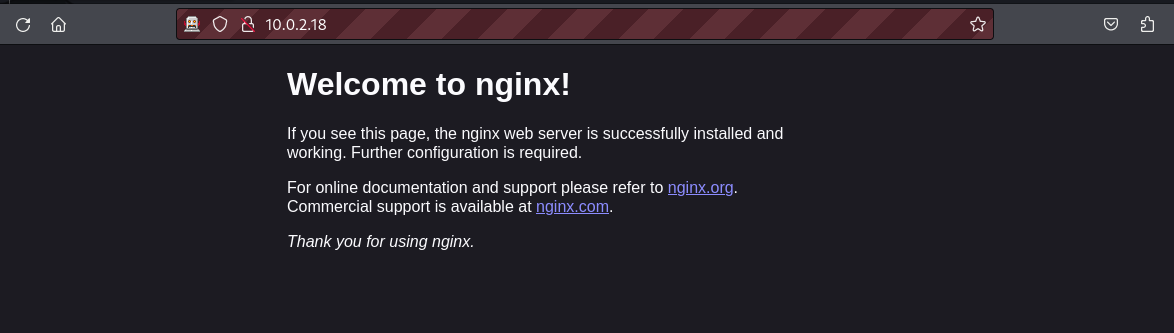 10.0.2.18
Welcome to nginx!
If you see this page, the nginx web server is successfully installed and
working. Further configuration is required.
For online documentation and support please refer to nginx.org.
Commercial support is available at nginx.com.
Thank you for using nginx.